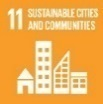 11 SUSTAINABLE CITIES
AND COMMUNITIES